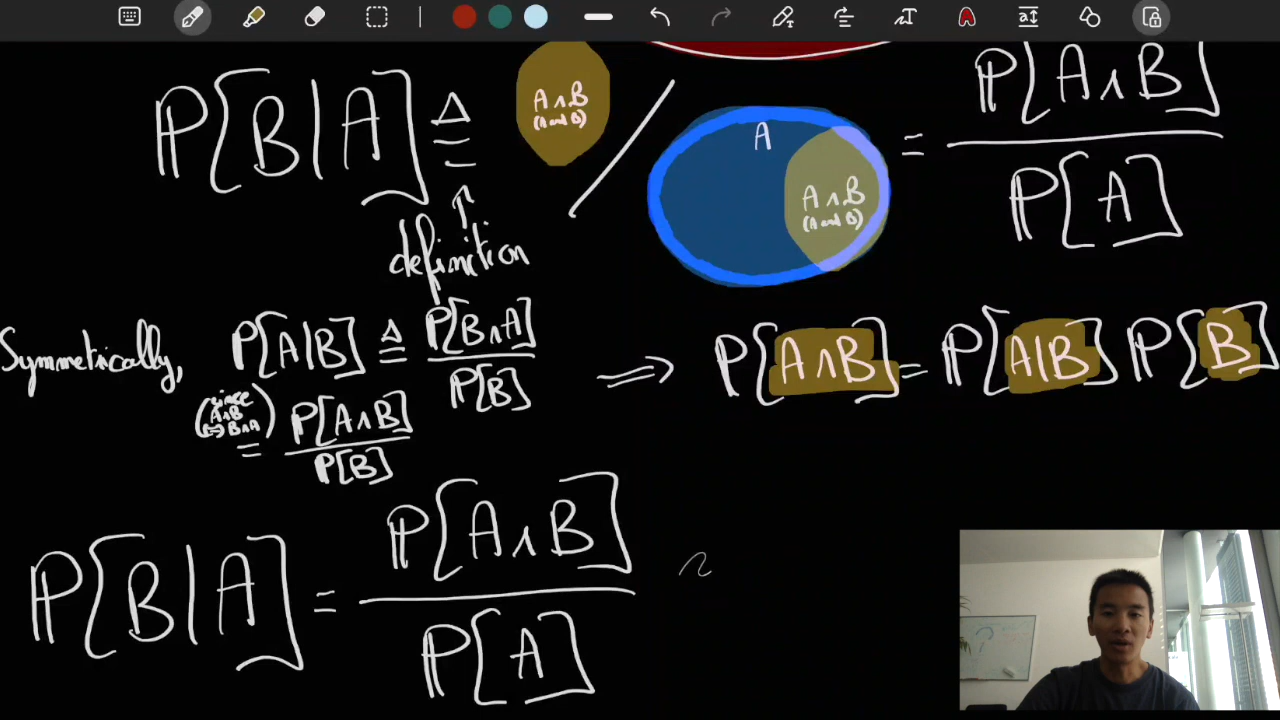 ℙ[B|A] ≜ A∧B (A and B) / A A∧B (A and B) = ℙ[A∧B] / ℙ[A]
definition
Symmetrically, ℙ[A|B] ≜ ℙ[B∧A] / ℙ[B] ⟹ ℙ[A∧B] = ℙ[A|B] ℙ[B]
(since A∧B ⟺ B∧A) = ℙ[A∧B] / ℙ[B]
ℙ[B|A] = ℙ[A∧B] / ℙ[A]